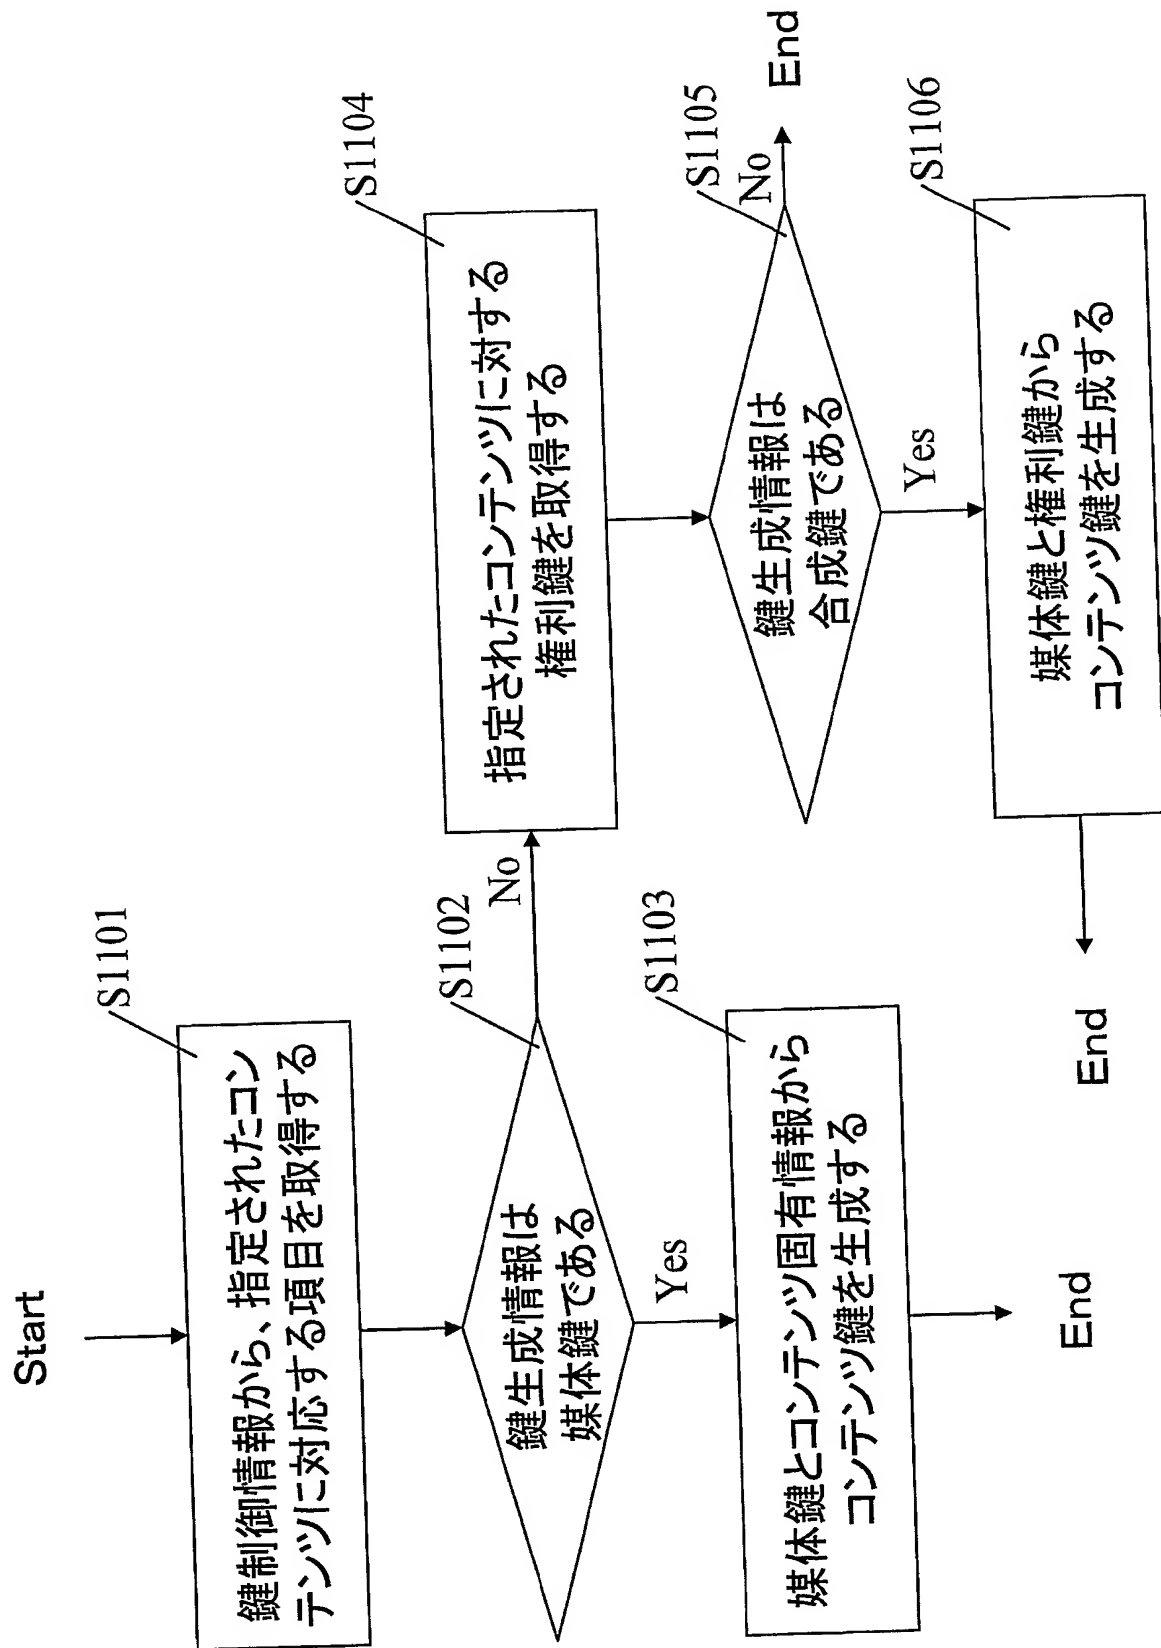 Start
S1101
鍵制御情報から、指定されたコン
テンツに対応する項目を取得する
S1102
鍵生成情報は
媒体鍵である
No
Yes
S1103
媒体鍵とコンテンツ固有情報から
コンテンツ鍵を生成する
End
S1104
指定されたコンテンツに対する
権利鍵を取得する
S1105
鍵生成情報は
合成鍵である
No
End
Yes
S1106
媒体鍵と権利鍵から
コンテンツ鍵を生成する
End